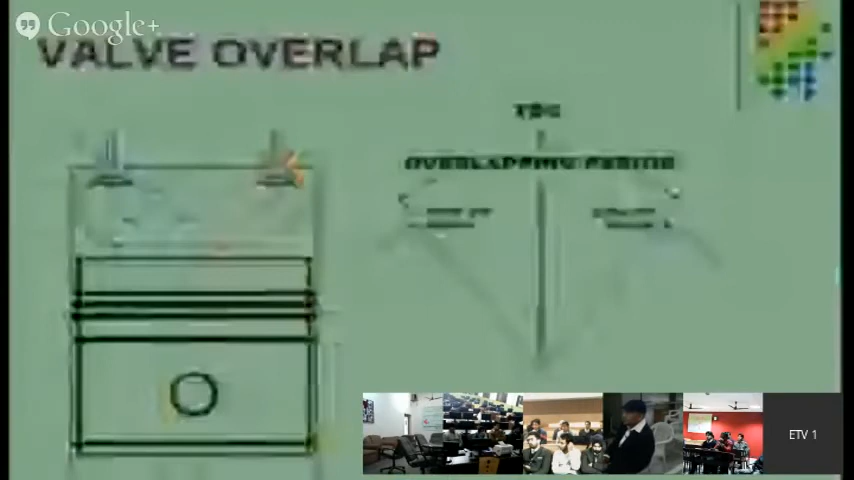 Google+
VALVE OVERLAP
TDC
OVERLAPPING PERIOD
ETV 1